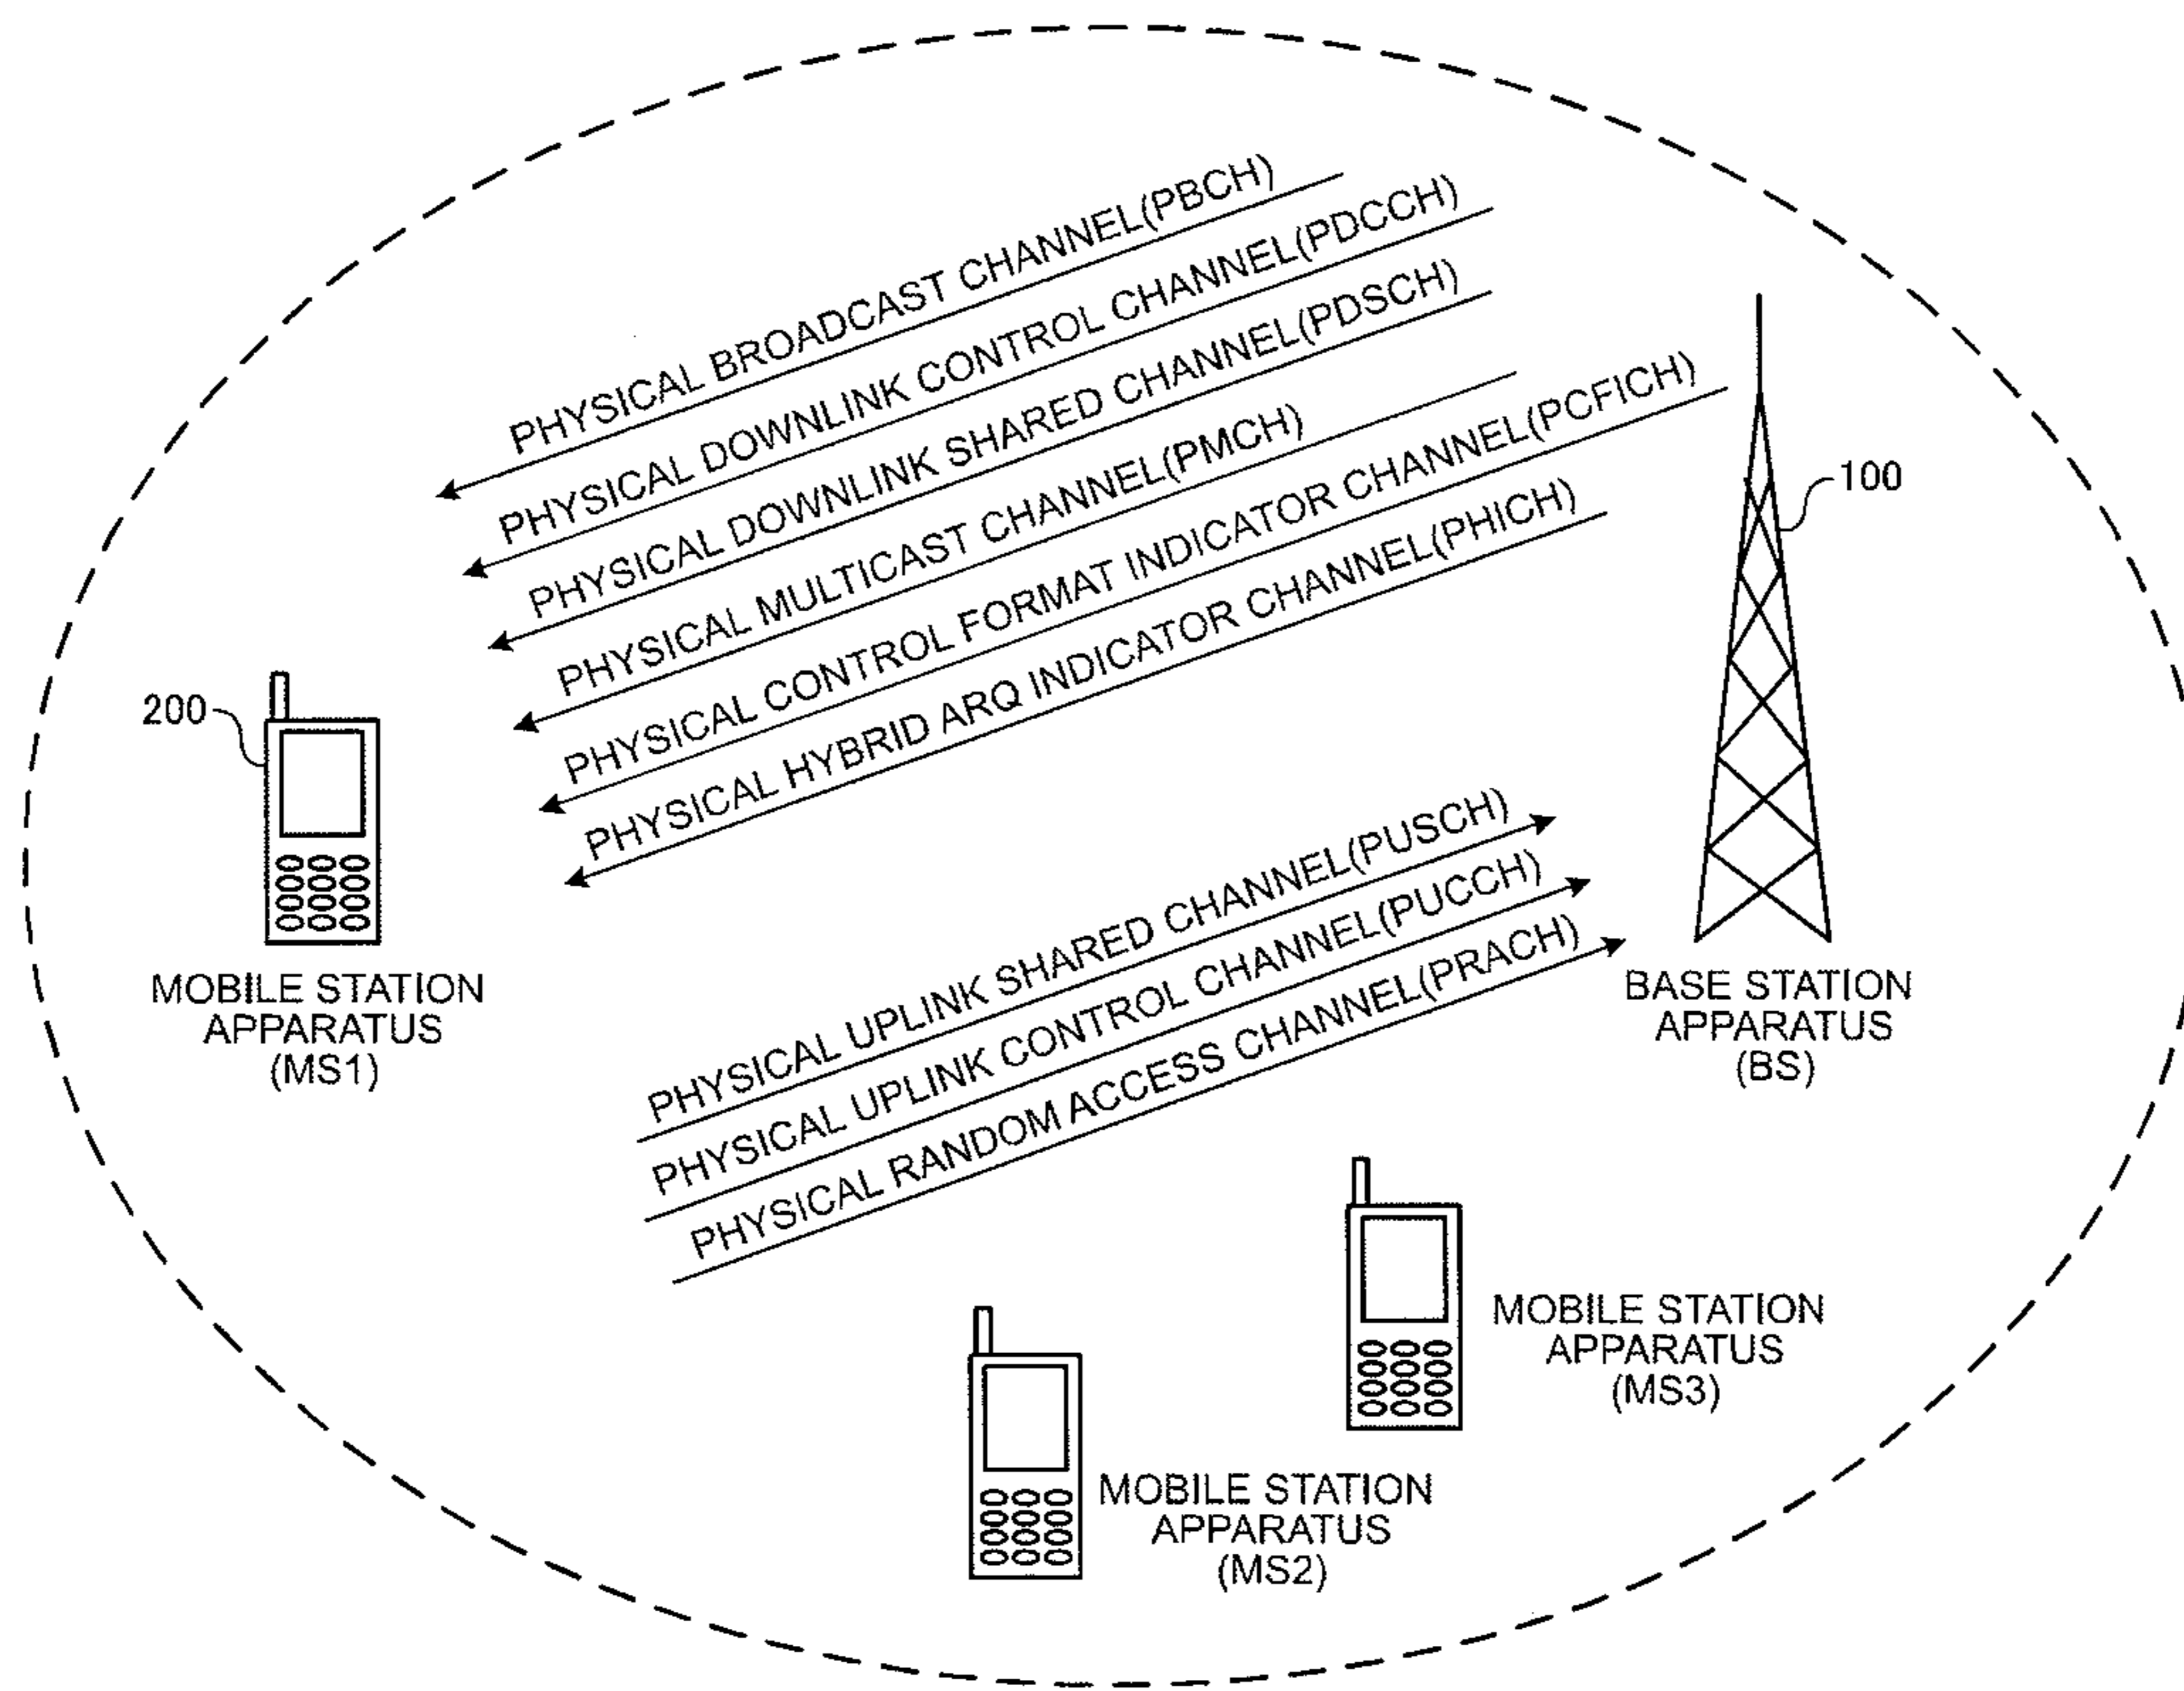 PHYSICAL BROADCAST CHANNEL(PBCH)
PHYSICAL DOWNLINK CONTROL CHANNEL(PDCCH)
PHYSICAL DOWNLINK SHARED CHANNEL(PDSCH)
PHYSICAL MULTICAST CHANNEL(PMCH)
PHYSICAL CONTROL FORMAT INDICATOR CHANNEL(PCFICH)
PHYSICAL HYBRID ARQ INDICATOR CHANNEL(PHICH)
100
200
PHYSICAL UPLINK SHARED CHANNEL(PUSCH)
PHYSICAL UPLINK CONTROL CHANNEL(PUCCH)
PHYSICAL RANDOM ACCESS CHANNEL(PRACH)
MOBILE STATION
APPARATUS
(MS1)
BASE STATION
APPARATUS
(BS)
MOBILE STATION
APPARATUS
(MS3)
MOBILE STATION
APPARATUS
(MS2)